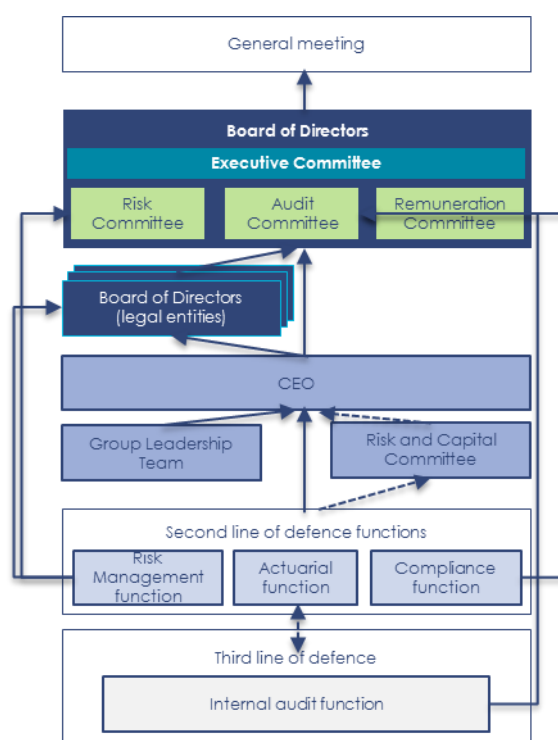 General meeting
Board of Directors
Executive Committee
Risk
Committee
Audit
Committee
Remuneration
Committee
Board of Directors
(legal entities)
CEO
Group Leadership
Team
Risk and Capital
Committee
Second line of defence functions
Risk
Management
function
Actuarial
function
Compliance
function
Third line of defence
Internal audit function